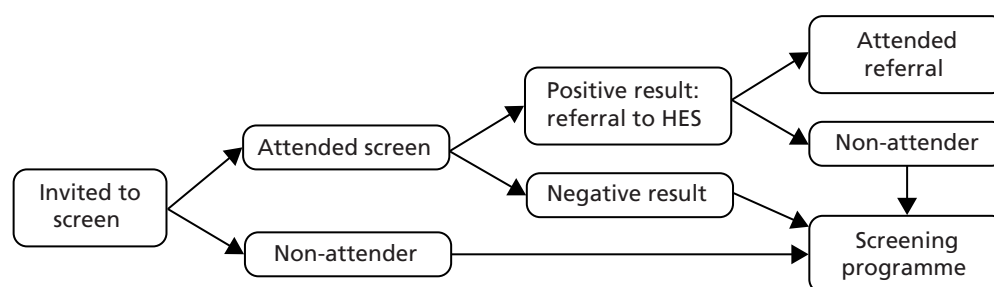 Invited to
screen
Attended screen
Non-attender
Positive result:
referral to HES
Negative result
Attended
referral
Non-attender
Screening
programme